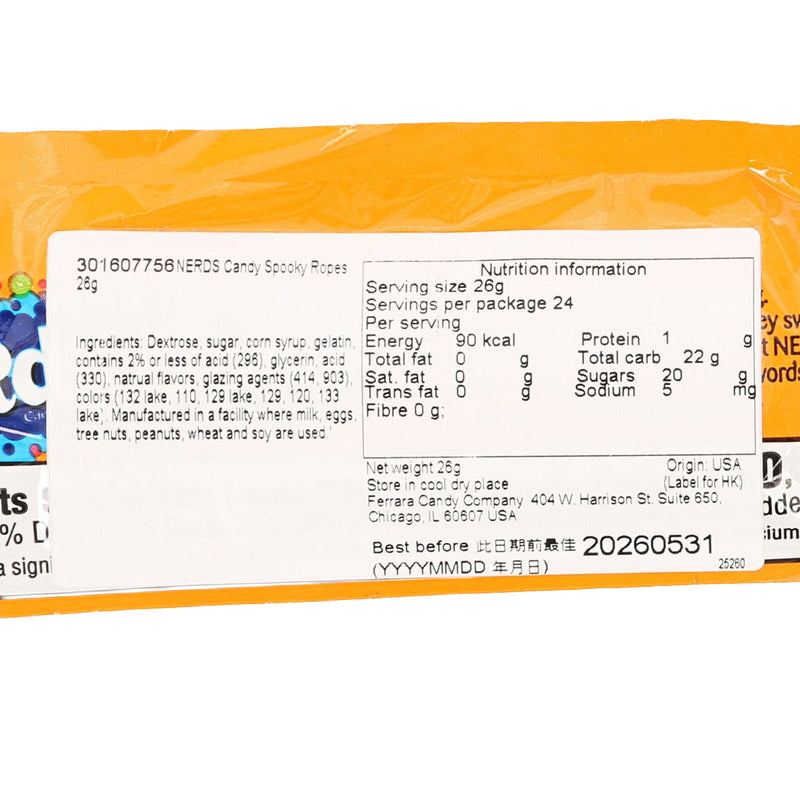 301607756 NERDS Candy Spooky Ropes
26g
Ingredients: Dextrose, sugar, corn syrup, gelatin,
contains 2% or less of acid (296), glycerin, acid
(330), natrual flavors, glazing agents (414, 903),
colors (132 lake, 110, 129 lake, 129, 120, 133
lake). Manufactured in a facility where milk, eggs,
tree nuts, peanuts, wheat and soy are used.
Nutrition information
Serving size 26g
Servings per package 24
Per serving
Energy 90 kcal Protein 1 g
Total fat 0 g Total carb 22 g
Sat. fat 0 g Sugars 20 g
Trans fat 0 g Sodium 5 mg
Fibre 0 g;
Net weight 26g Origin: USA
Store in cool dry place (Label for HK)
Ferrara Candy Company 404 W. Harrison St. Suite 650,
Chicago, IL 60607 USA
Best before 此日期前最佳 20260531
(YYYYMMDD 年月日) 25260